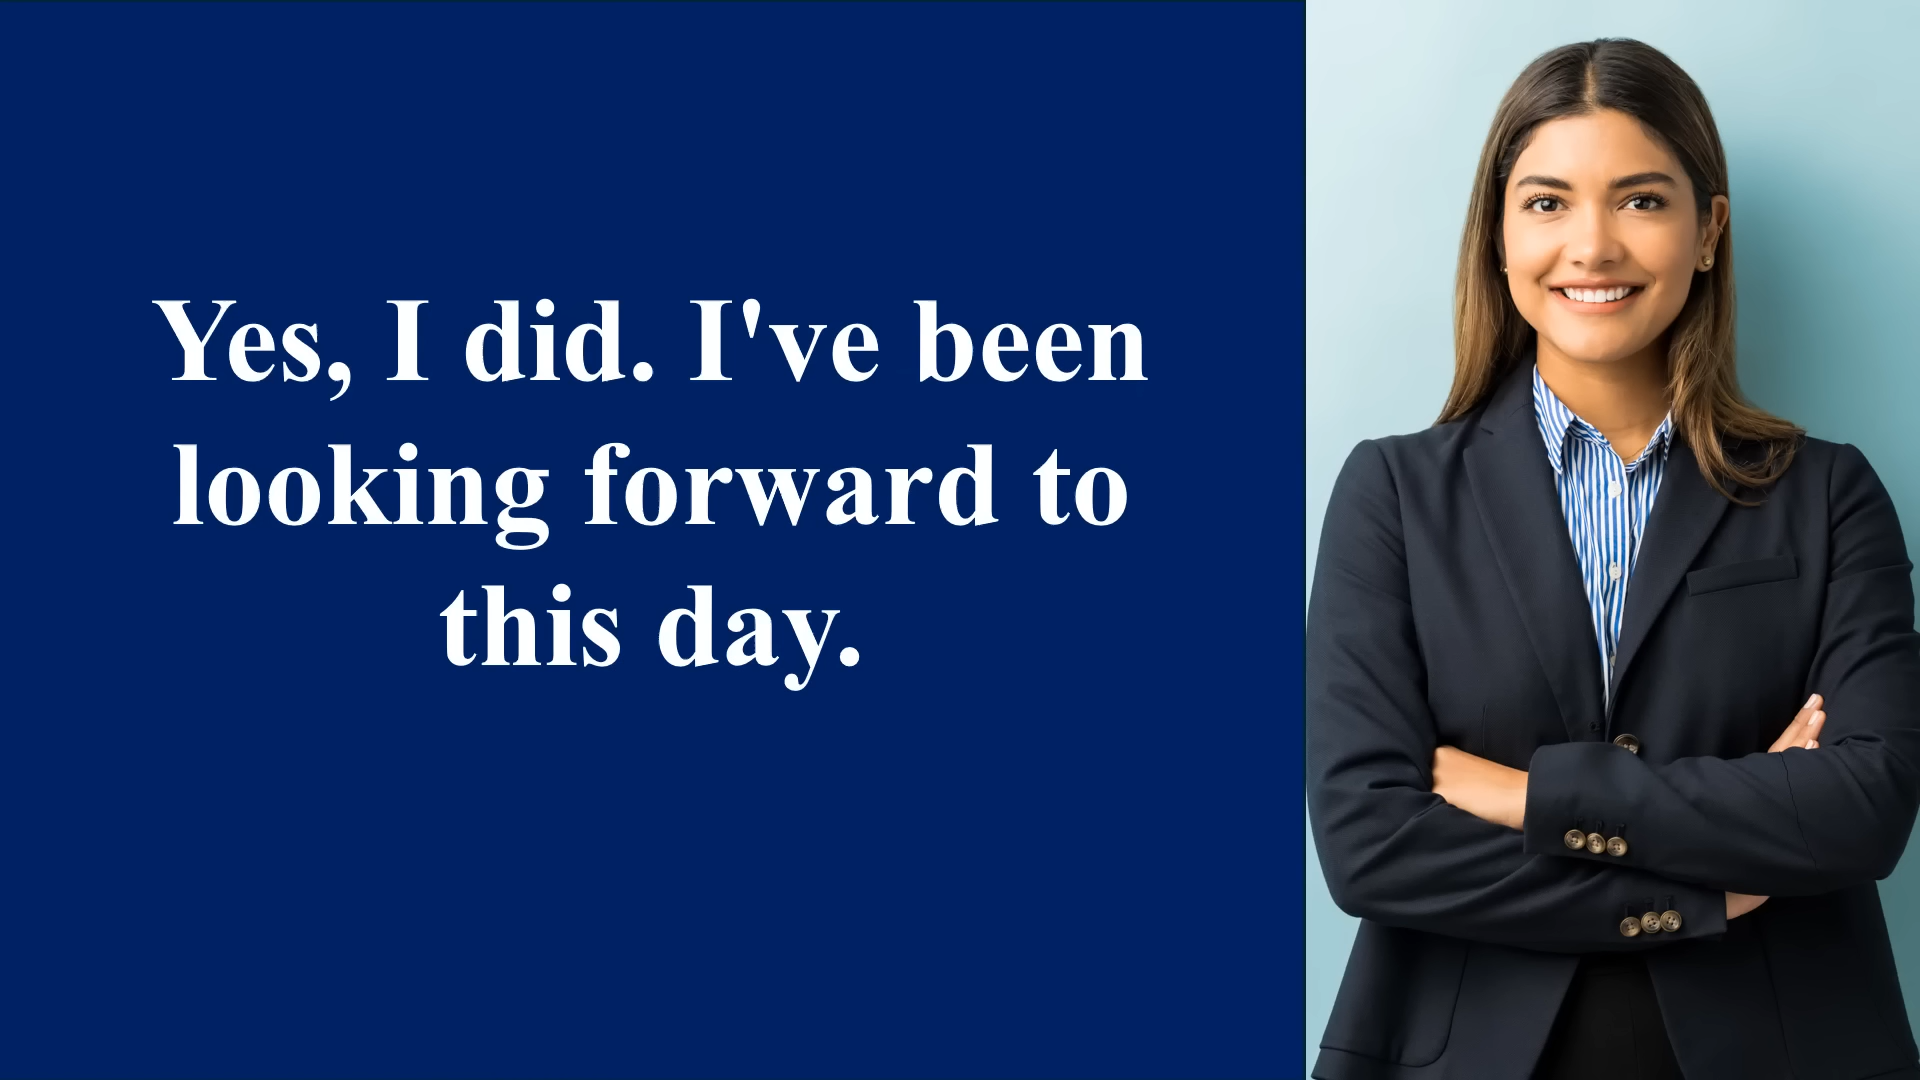 Yes, I did. I've been
looking forward to
this day.